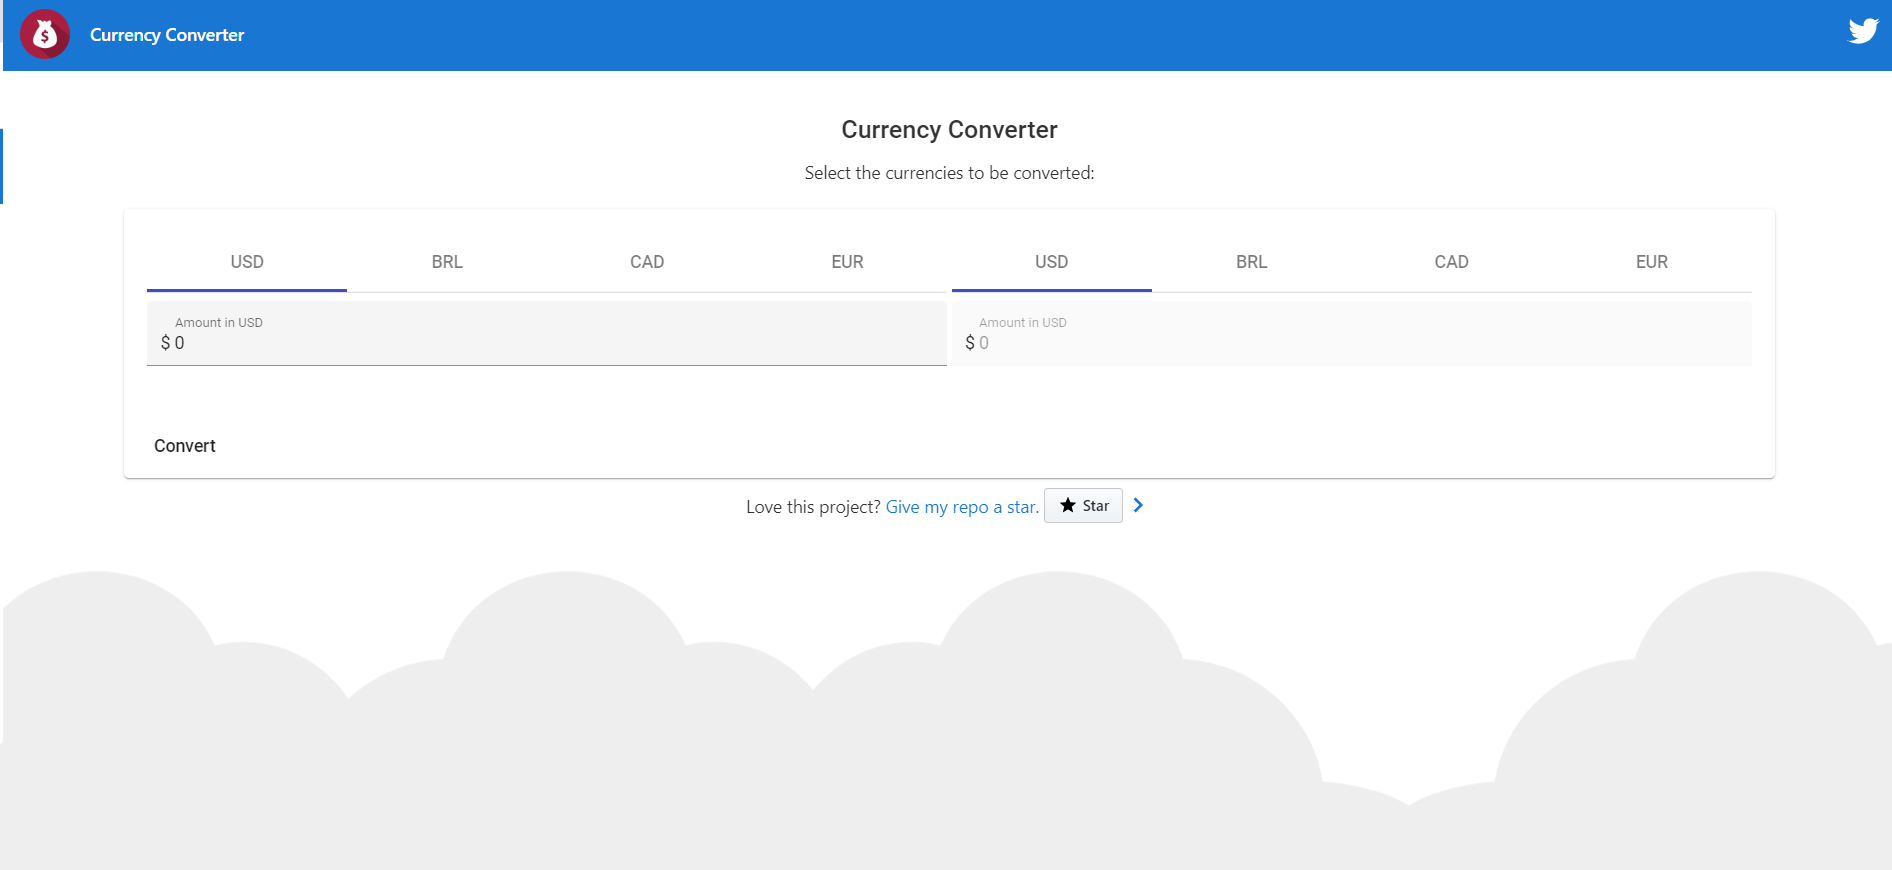 $
Currency Converter
Currency Converter
Select the currencies to be converted:
USD BRL CAD EUR USD BRL CAD EUR
Amount in USD
$ 0
Amount in USD
$ 0
Convert
Love this project? Give my repo a star. Star